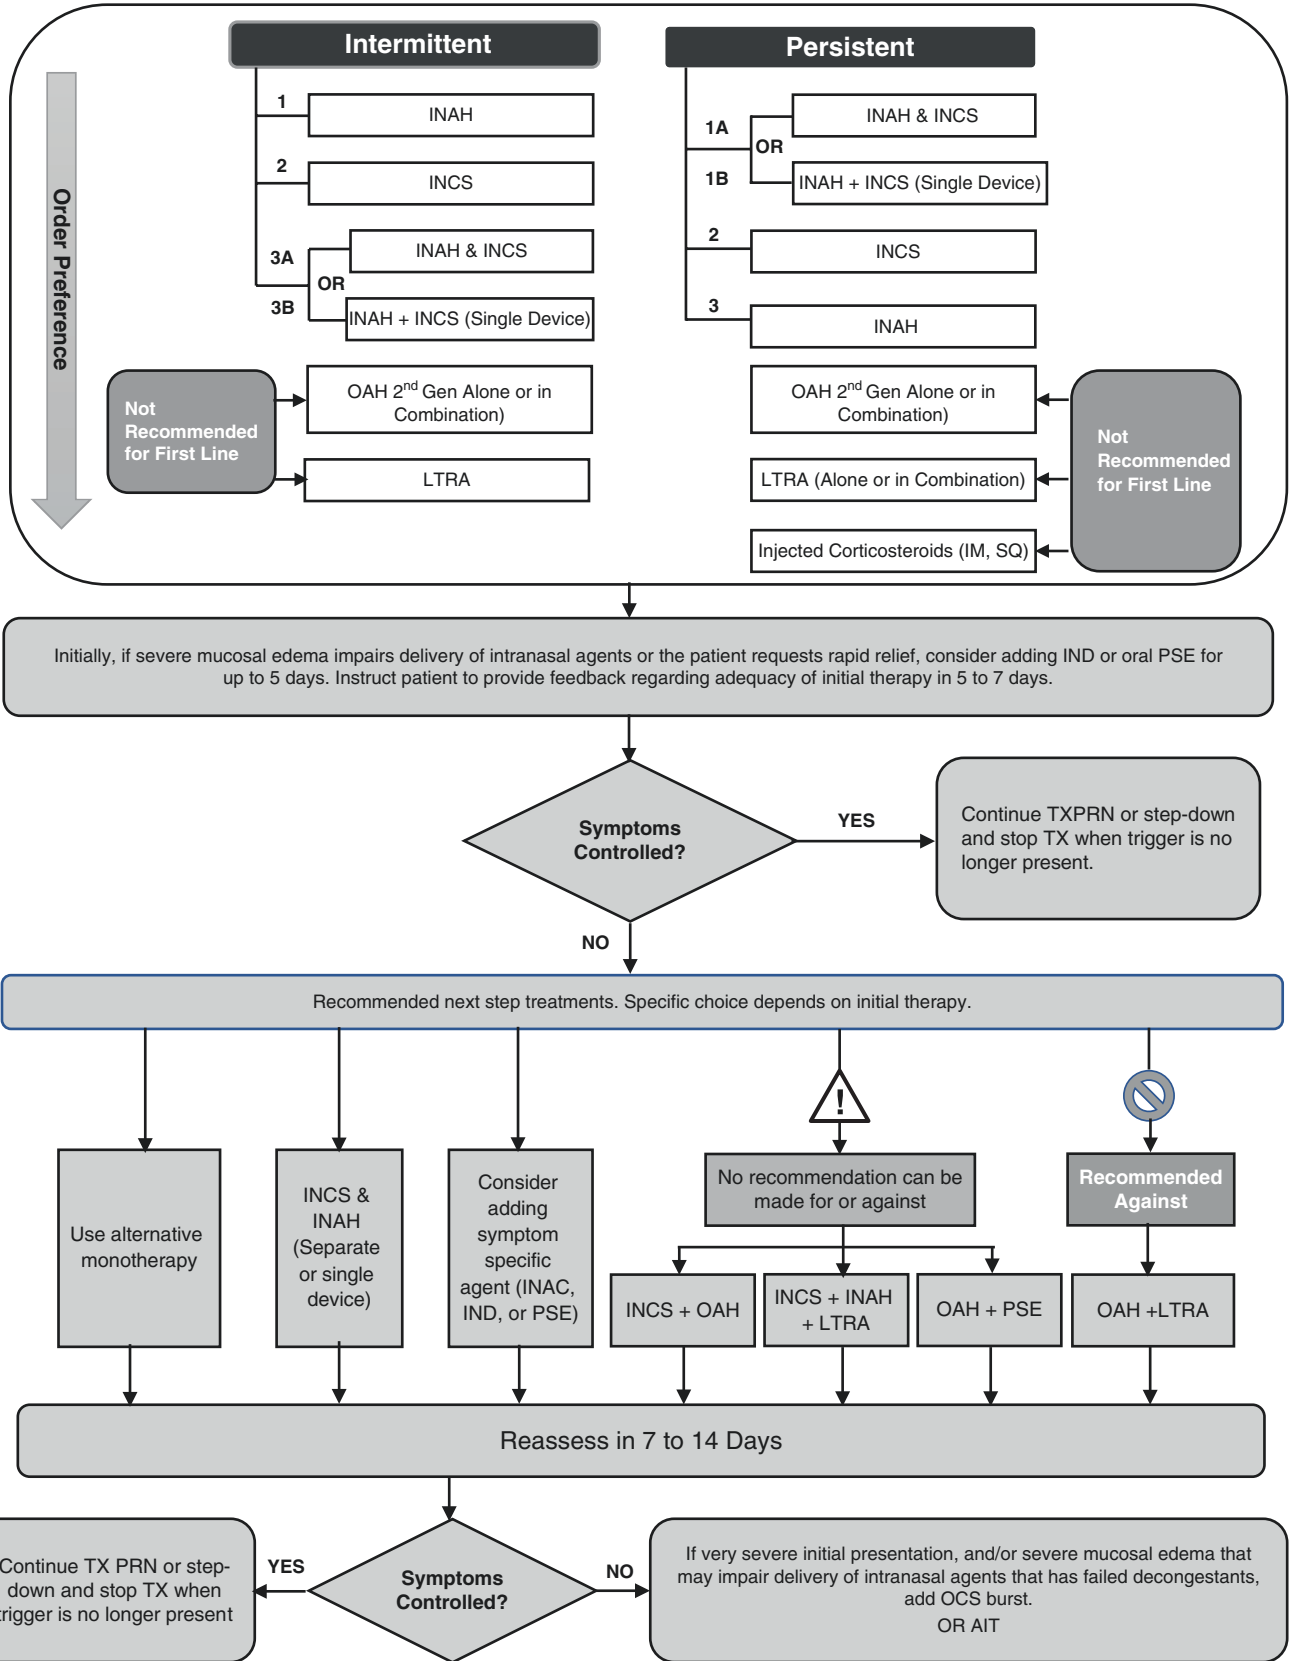 Intermittent
Persistent
Order Preference
1
INAH
2
INCS
3A
INAH & INCS
OR
3B
INAH + INCS (Single Device)
Not
Recommended
for First Line
OAH 2nd Gen Alone or in
Combination)
LTRA
1A
INAH & INCS
OR
1B
INAH + INCS (Single Device)
2
INCS
3
INAH
OAH 2nd Gen Alone or in
Combination)
LTRA (Alone or in Combination)
Injected Corticosteroids (IM, SQ)
Not
Recommended
for First Line
Initially, if severe mucosal edema impairs delivery of intranasal agents or the patient requests rapid relief, consider adding IND or oral PSE for
up to 5 days. Instruct patient to provide feedback regarding adequacy of initial therapy in 5 to 7 days.
Symptoms
Controlled?
YES
Continue TXPRN or step-down
and stop TX when trigger is no
longer present.
NO
Recommended next step treatments. Specific choice depends on initial therapy.
Use alternative
monotherapy
INCS &
INAH
(Separate
or single
device)
Consider
adding
symptom
specific
agent (INAC,
IND, or PSE)
!
No recommendation can be
made for or against
INCS + OAH
INCS + INAH
+ LTRA
OAH + PSE
Recommended
Against
OAH +LTRA
Reassess in 7 to 14 Days
Symptoms
Controlled?
YES
Continue TX PRN or step-
down and stop TX when
trigger is no longer present
NO
If very severe initial presentation, and/or severe mucosal edema that
may impair delivery of intranasal agents that has failed decongestants,
add OCS burst.
OR AIT